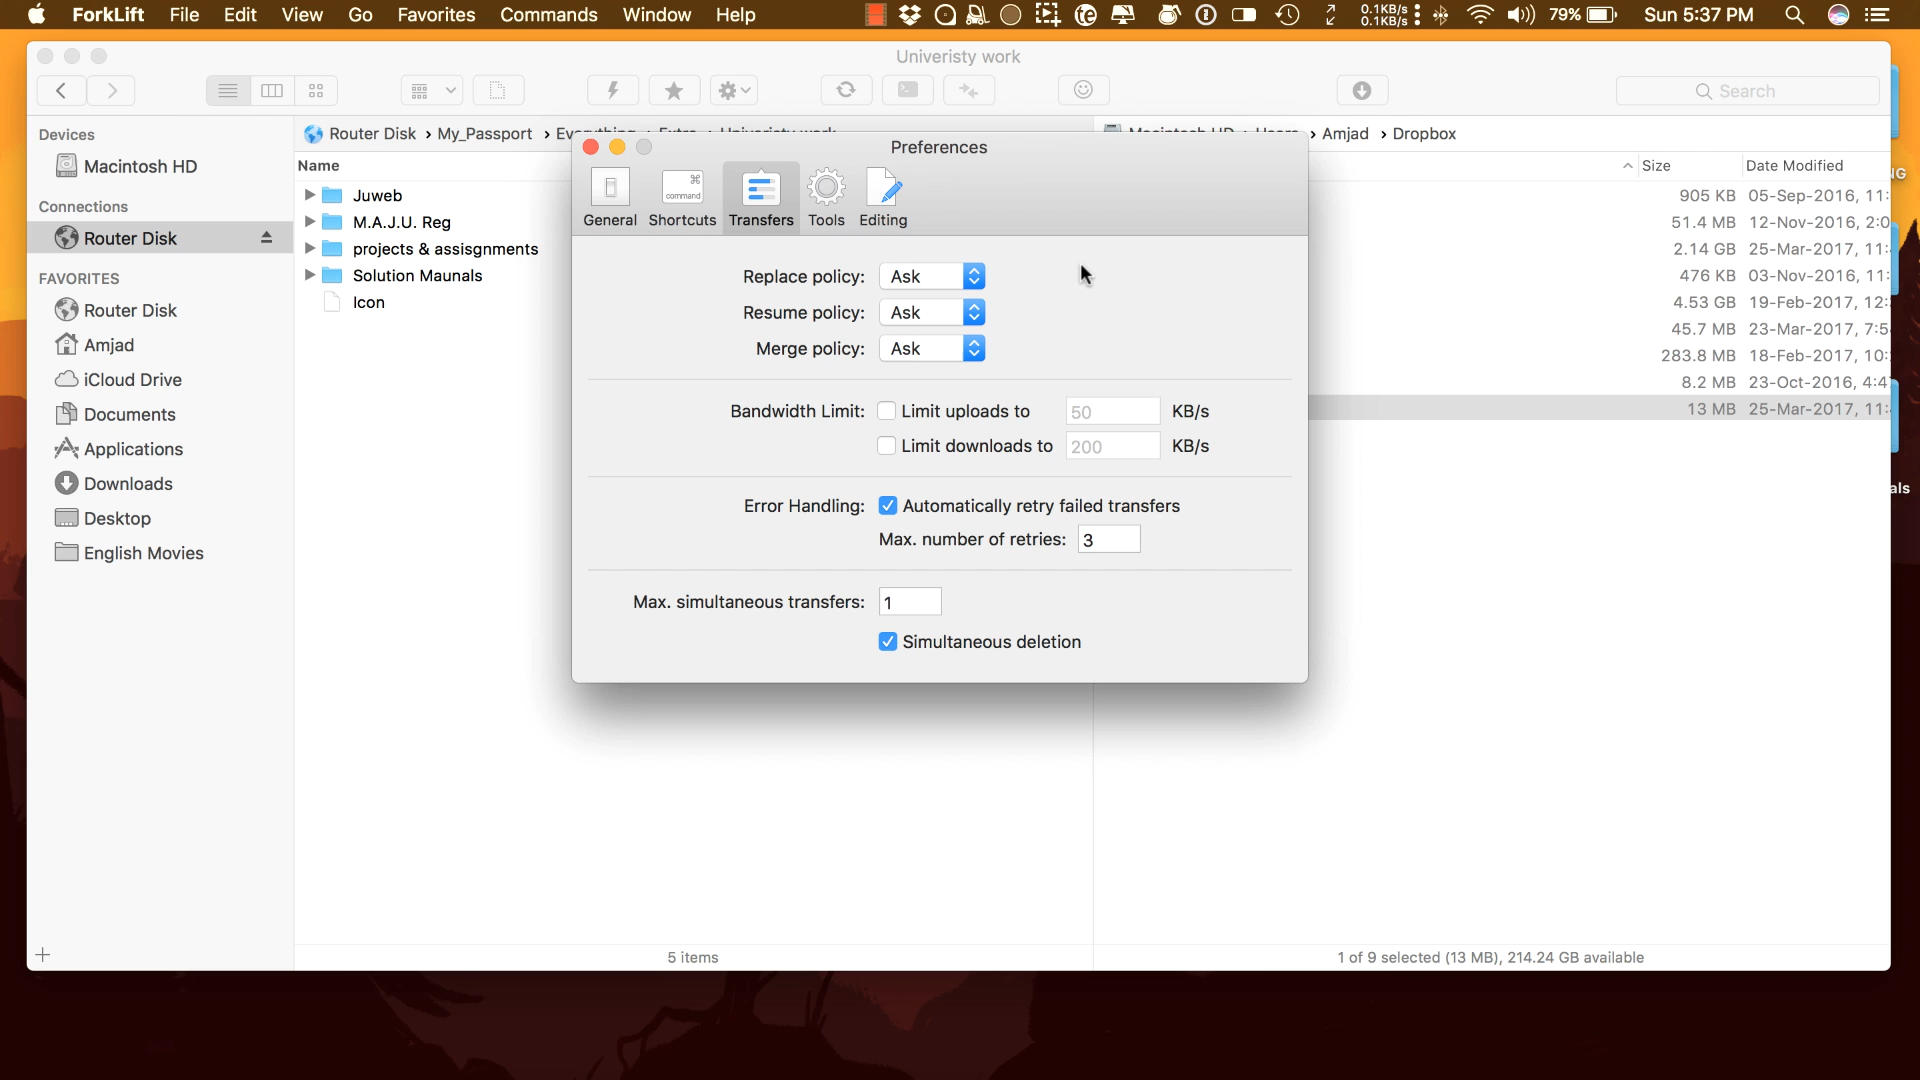 ForkLift File Edit View Go Favorites Commands Window Help 0.1KB/s 0.1KB/s 79% Sun 5:37 PM
Univeristy work
Search
Devices
Macintosh HD
Connections
Router Disk
FAVORITES
Router Disk
Amjad
iCloud Drive
Documents
Applications
Downloads
Desktop
English Movies
Router Disk › My_Passport ›
Name
Juweb
M.A.J.U. Reg
projects & assisgnments
Solution Maunals
Icon
5 items
Preferences
General Shortcuts Transfers Tools Editing
command
Replace policy: Ask
Resume policy: Ask
Merge policy: Ask
Bandwidth Limit: Limit uploads to 50 KB/s
Limit downloads to 200 KB/s
Error Handling: Automatically retry failed transfers
Max. number of retries: 3
Max. simultaneous transfers: 1
Simultaneous deletion
› Amjad › Dropbox
Size Date Modified
905 KB 05-Sep-2016, 11:
51.4 MB 12-Nov-2016, 2:0
2.14 GB 25-Mar-2017, 11:
476 KB 03-Nov-2016, 11:
4.53 GB 19-Feb-2017, 12:
45.7 MB 23-Mar-2017, 7:5
283.8 MB 18-Feb-2017, 10:
8.2 MB 23-Oct-2016, 4:4
13 MB 25-Mar-2017, 11:
1 of 9 selected (13 MB), 214.24 GB available
NG
als